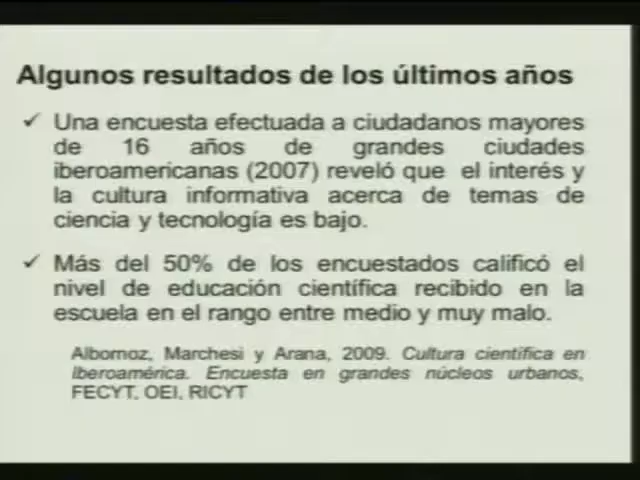 Algunos resultados de los últimos años
✓ Una encuesta efectuada a ciudadanos mayores
de 16 años de grandes ciudades
iberoamericanas (2007) reveló que el interés y
la cultura informativa acerca de temas de
ciencia y tecnología es bajo.
✓ Más del 50% de los encuestados calificó el
nivel de educación científica recibido en la
escuela en el rango entre medio y muy malo.
Albornoz, Marchesi y Arana, 2009. Cultura científica en
Iberoamérica. Encuesta en grandes núcleos urbanos,
FECYT, OEI, RICYT